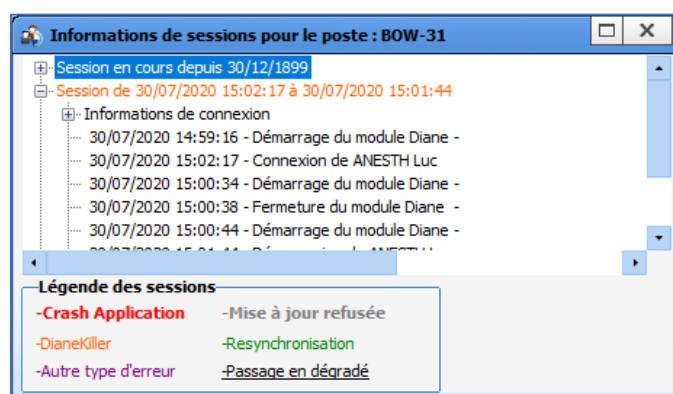 Informations de sessions pour le poste : BOW-31
Session en cours depuis 30/12/1899
Session de 30/07/2020 15:02:17 à 30/07/2020 15:01:44
Informations de connexion
30/07/2020 14:59:16 - Démarrage du module Diane -
30/07/2020 15:02:17 - Connexion de ANESTH Luc
30/07/2020 15:00:34 - Démarrage du module Diane -
30/07/2020 15:00:38 - Fermeture du module Diane -
30/07/2020 15:00:44 - Démarrage du module Diane -
Légende des sessions
-Crash Application -Mise à jour refusée
-DianeKiller -Resynchronisation
-Autre type d'erreur -Passage en dégradé